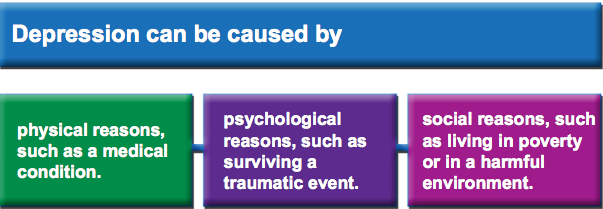 Depression can be caused by
physical reasons,
such as a medical
condition.
psychological
reasons, such as
surviving a
traumatic event.
social reasons, such
as living in poverty
or in a harmful
environment.